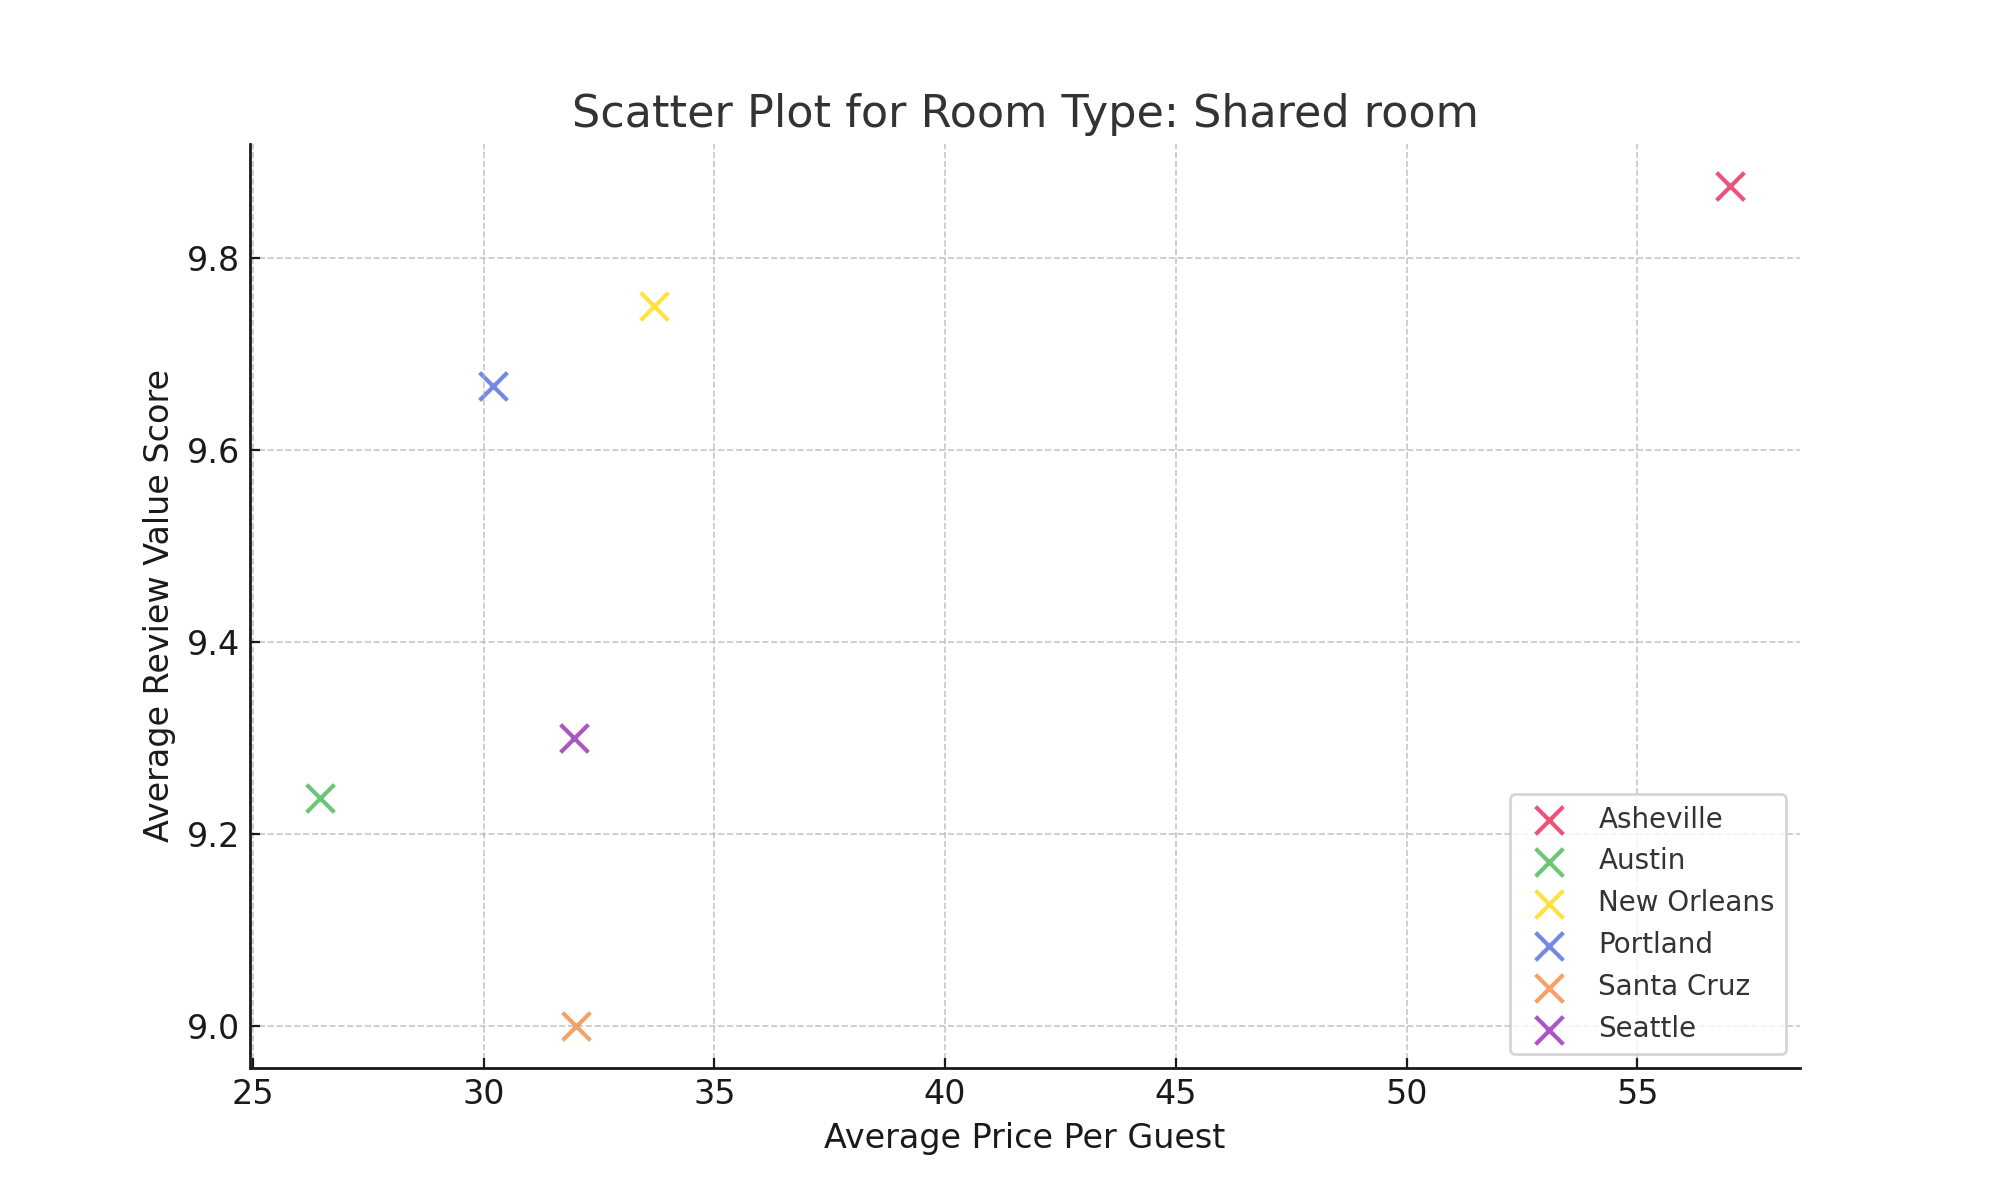 Scatter Plot for Room Type: Shared room
Average Review Value Score
9.8
9.6
9.4
9.2
9.0
25 30 35 40 45 50 55
Average Price Per Guest
Asheville
Austin
New Orleans
Portland
Santa Cruz
Seattle